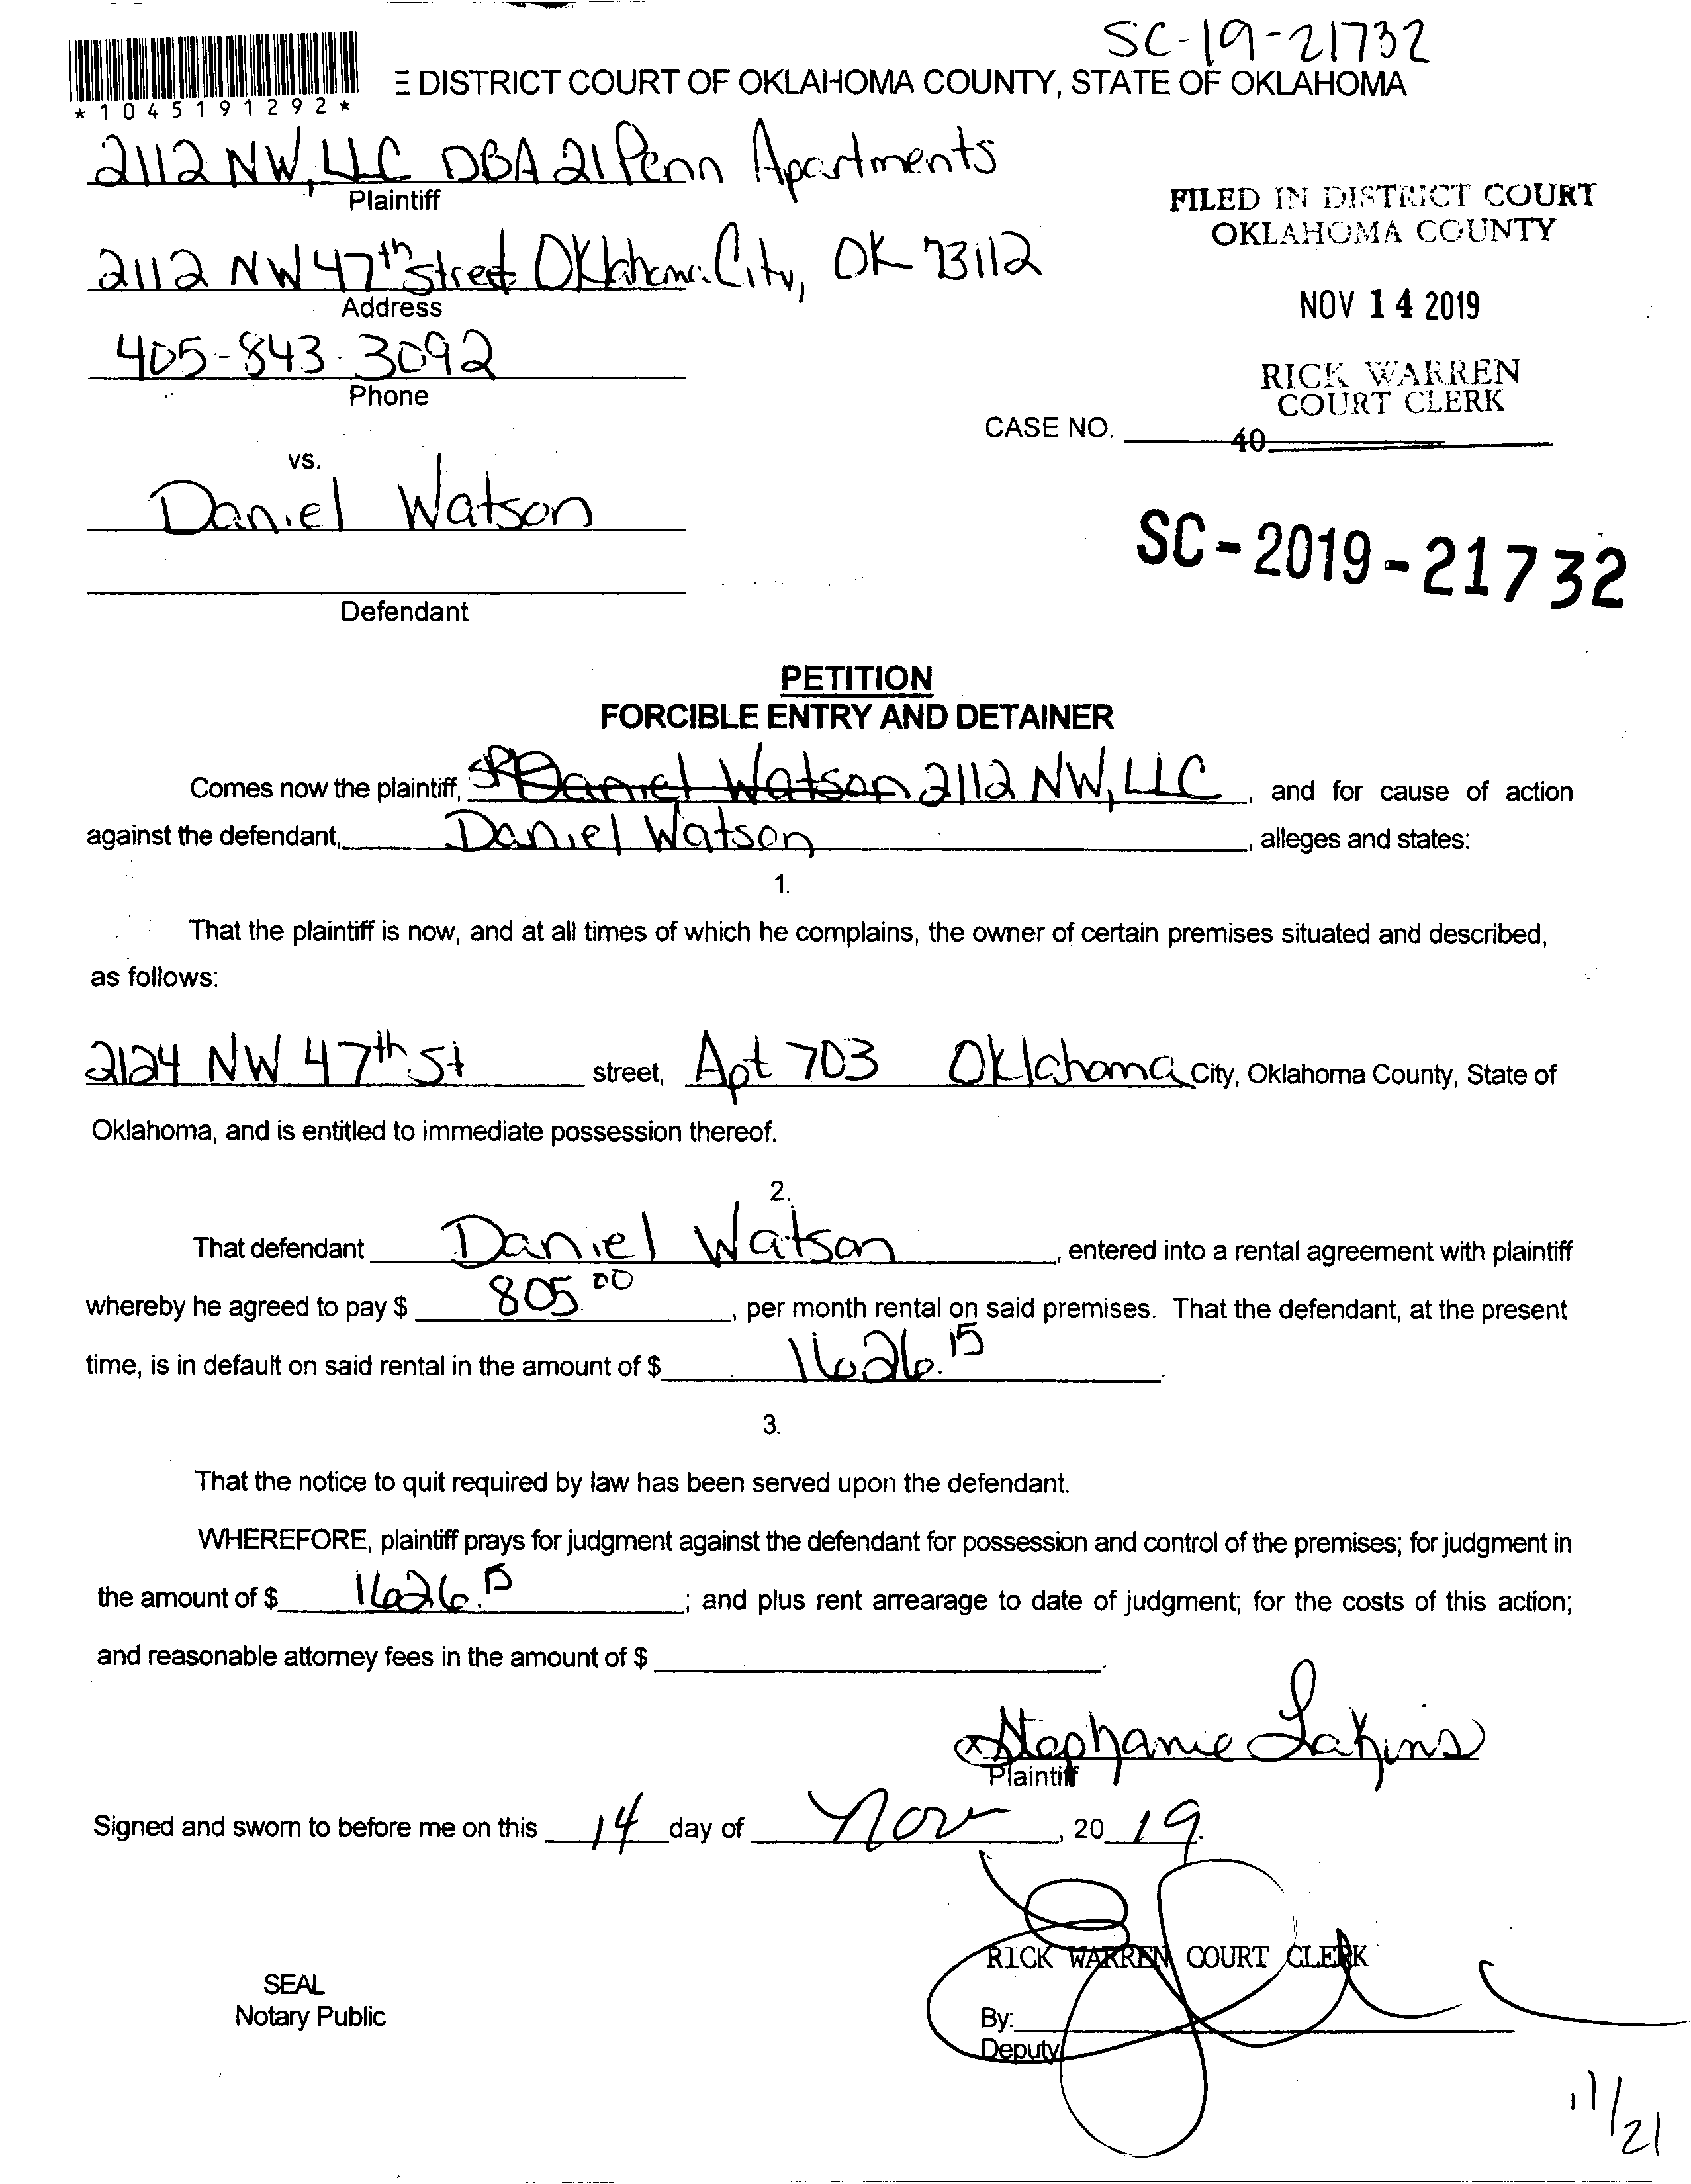 SC-19-21732
E DISTRICT COURT OF OKLAHOMA COUNTY, STATE OF OKLAHOMA
*1045191292*
2112 NW, LLC DBA 21 Penn Apartments
Plaintiff
FILED IN DISTRICT COURT
OKLAHOMA COUNTY
2112 NW 47th Street Oklahoma City, OK 73112
Address
NOV 14 2019
405-843-3092
Phone
RICK WARREN
COURT CLERK
CASE NO.
40
vs.
Daniel Watson
SC-2019-21732
Defendant
PETITION
FORCIBLE ENTRY AND DETAINER
Comes now the plaintiff, SR Daniel Watson 2112 NW, LLC, and for cause of action
against the defendant, Daniel Watson, alleges and states:
1.
That the plaintiff is now, and at all times of which he complains, the owner of certain premises situated and described,
as follows:
2124 NW 47th St street, Apt 703 Oklahoma City, Oklahoma County, State of
Oklahoma, and is entitled to immediate possession thereof.
2.
That defendant Daniel Watson, entered into a rental agreement with plaintiff
whereby he agreed to pay $ 805.00, per month rental on said premises. That the defendant, at the present
time, is in default on said rental in the amount of $ 1626.15.
3.
That the notice to quit required by law has been served upon the defendant.
WHEREFORE, plaintiff prays for judgment against the defendant for possession and control of the premises; for judgment in
the amount of $ 1626.15; and plus rent arrearage to date of judgment; for the costs of this action;
and reasonable attorney fees in the amount of $ .
x Stephanie Lakins
Plaintiff
Signed and sworn to before me on this 14 day of Nov, 20 19.
RICK WARREN COURT CLERK
SEAL
Notary Public
By:
Deputy
11/21